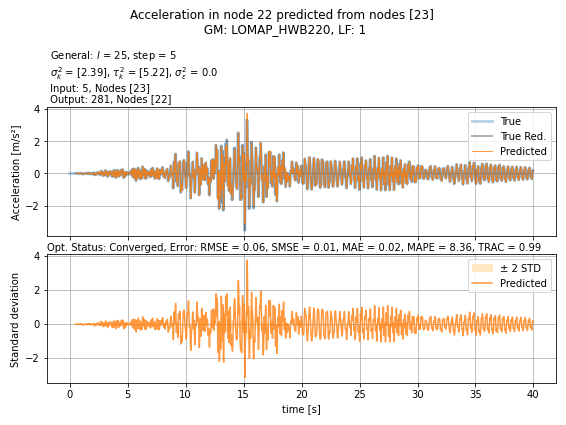 Acceleration in node 22 predicted from nodes [23]
GM: LOMAP_HWB220, LF: 1
General: l = 25, step = 5
σ²ₖ = [2.39], τ²ₖ = [5.22], σ²ε = 0.0
Input: 5, Nodes [23]
Output: 281, Nodes [22]
Acceleration [m/s²]
4
2
0
−2
True
True Red.
Predicted
Opt. Status: Converged, Error: RMSE = 0.06, SMSE = 0.01, MAE = 0.02, MAPE = 8.36, TRAC = 0.99
Standard deviation
4
2
0
−2
± 2 STD
Predicted
0 5 10 15 20 25 30 35 40
time [s]